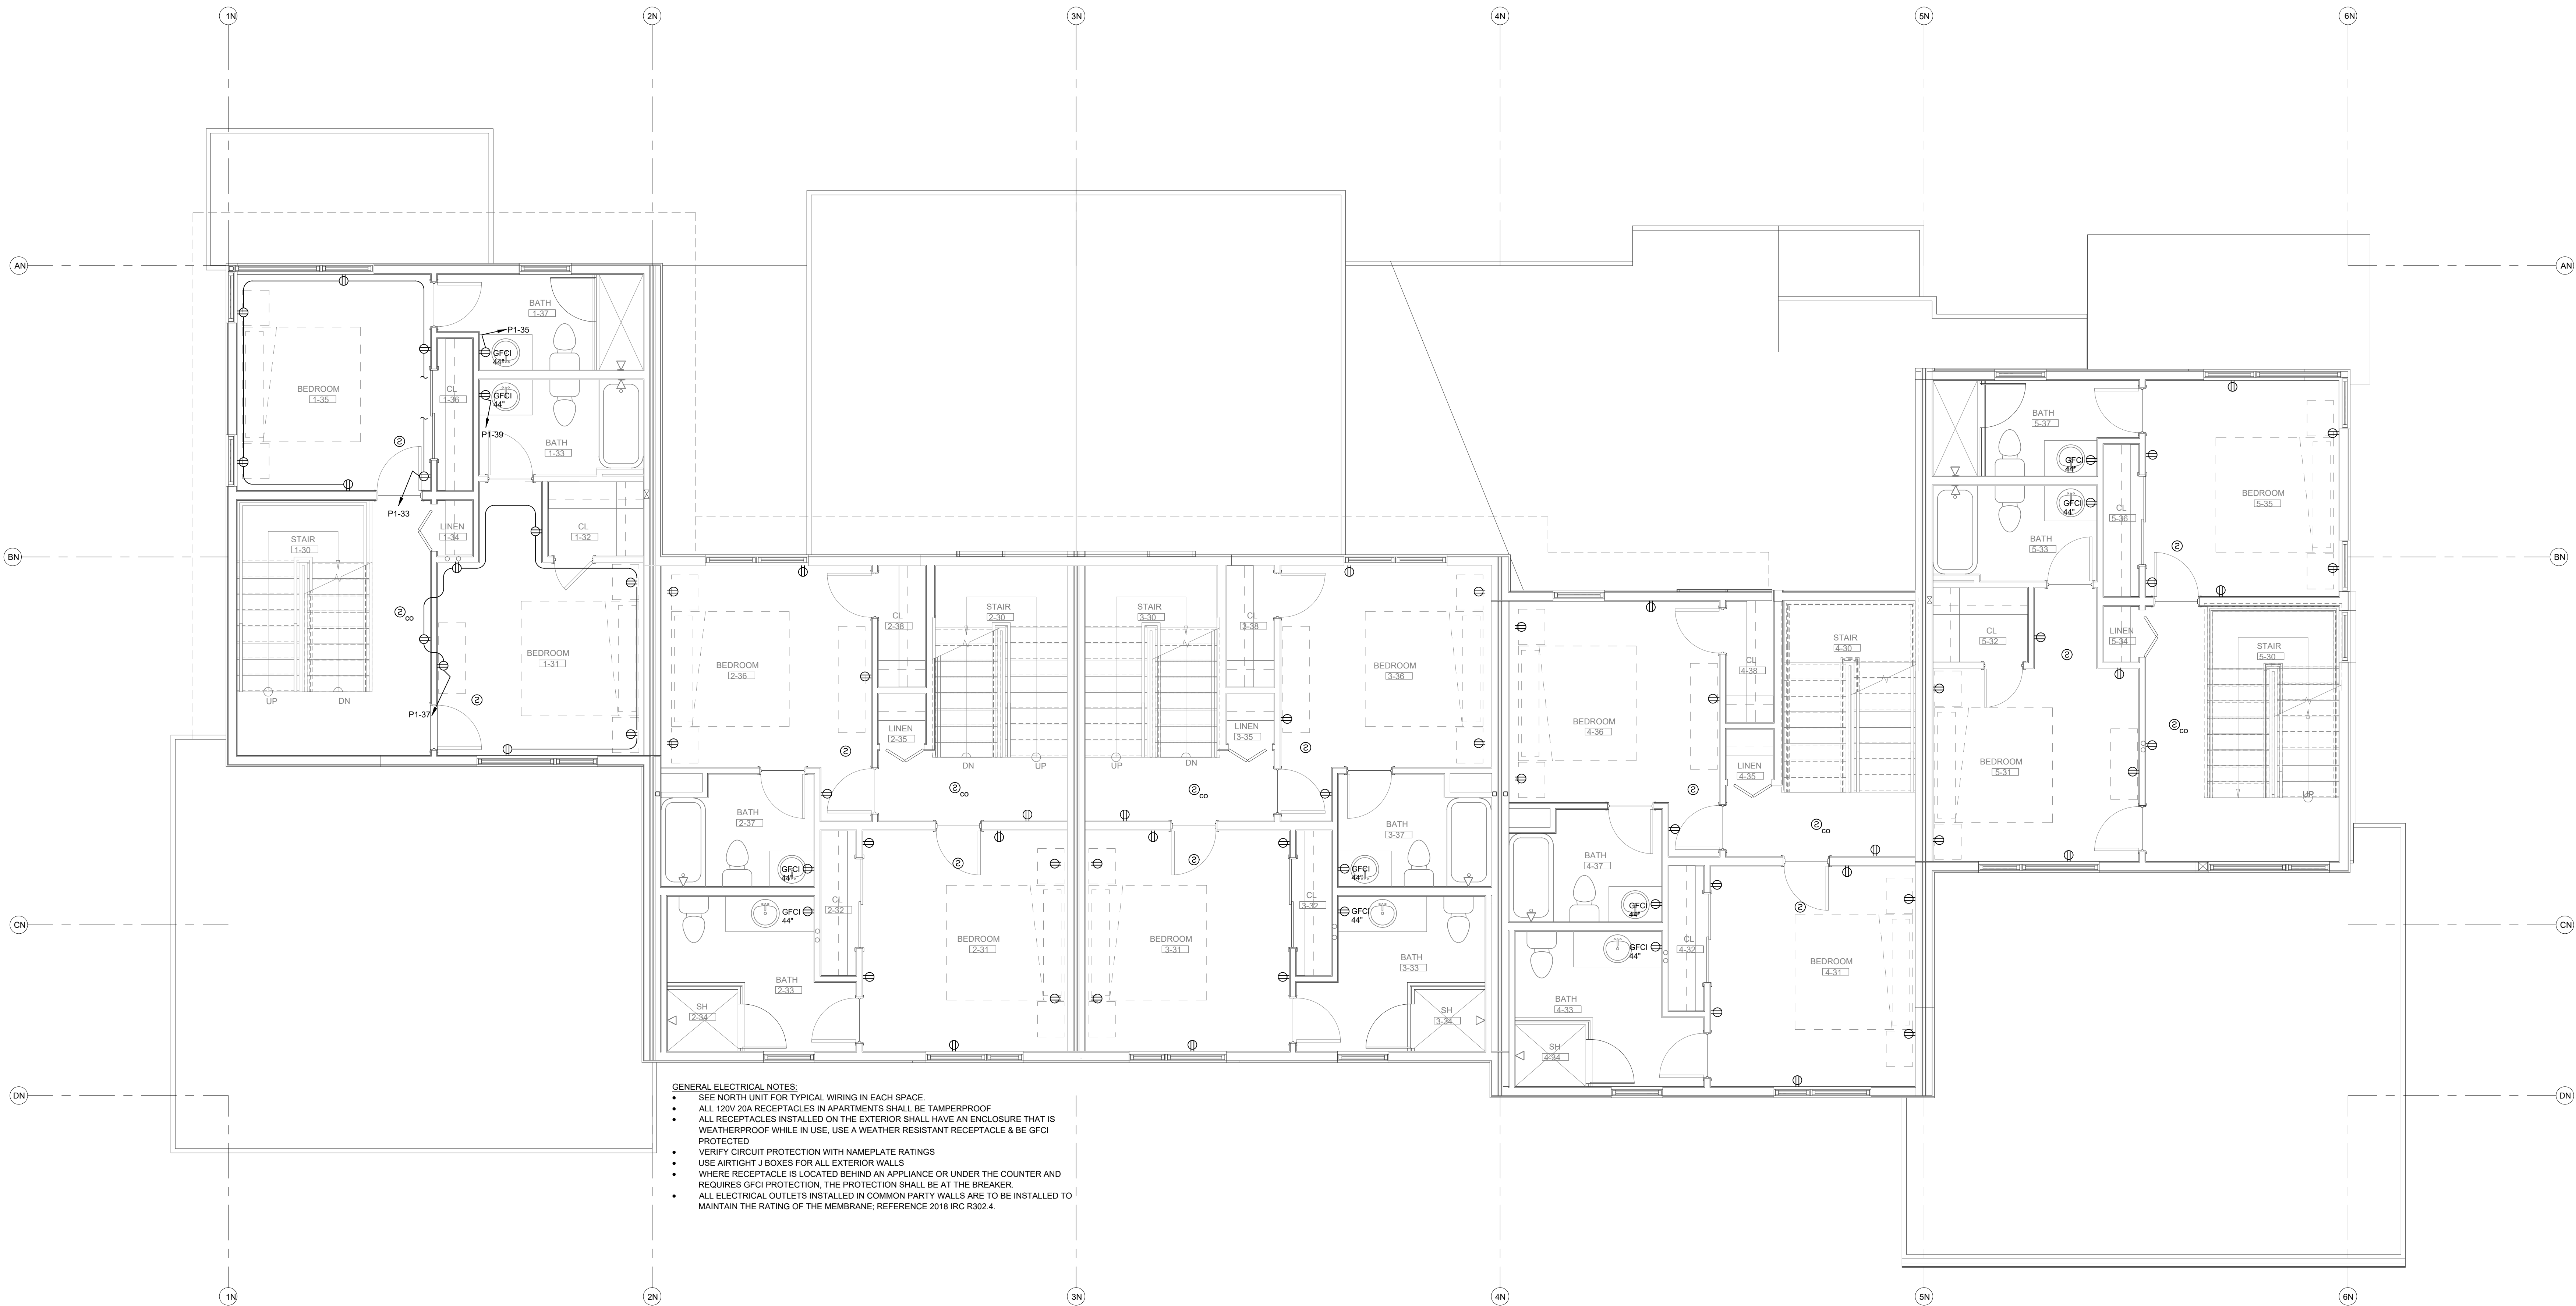 1N
2N
3N
4N
5N
6N
AN
AN
BATH
1-37
P1-35
GFCI
44"
BEDROOM
1-35
CL
1-36
GFCI
44"
P1-39
BATH
1-33
P1-33
LINEN
1-34
CL
1-32
STAIR
1-30
BN
BN
CO
BEDROOM
1-31
P1-37
UP
DN
BEDROOM
2-36
CL
2-38
STAIR
2-30
LINEN
2-35
DN
UP
CO
BATH
2-37
GFCI
44"
GFCI
44"
CL
2-32
BEDROOM
2-31
BATH
2-33
SH
2-34
STAIR
3-30
CL
3-38
BEDROOM
3-36
LINEN
3-35
UP
DN
CO
BATH
3-37
GFCI
44"
GFCI
44"
CL
3-32
BEDROOM
3-31
BATH
3-33
SH
3-34
BEDROOM
4-36
CL
4-38
STAIR
4-30
LINEN
4-35
CO
BATH
4-37
GFCI
44"
GFCI
44"
CL
4-32
BEDROOM
4-31
BATH
4-33
SH
4-34
BATH
5-37
GFCI
44"
GFCI
44"
BEDROOM
5-35
CL
5-36
BATH
5-33
CL
5-32
LINEN
5-34
STAIR
5-30
CO
BEDROOM
5-31
UP
CN
CN
DN
DN
GENERAL ELECTRICAL NOTES:
• SEE NORTH UNIT FOR TYPICAL WIRING IN EACH SPACE.
• ALL 120V 20A RECEPTACLES IN APARTMENTS SHALL BE TAMPERPROOF
• ALL RECEPTACLES INSTALLED ON THE EXTERIOR SHALL HAVE AN ENCLOSURE THAT IS
WEATHERPROOF WHILE IN USE, USE A WEATHER RESISTANT RECEPTACLE & BE GFCI
PROTECTED
• VERIFY CIRCUIT PROTECTION WITH NAMEPLATE RATINGS
• USE AIRTIGHT J BOXES FOR ALL EXTERIOR WALLS
• WHERE RECEPTACLE IS LOCATED BEHIND AN APPLIANCE OR UNDER THE COUNTER AND
REQUIRES GFCI PROTECTION, THE PROTECTION SHALL BE AT THE BREAKER.
• ALL ELECTRICAL OUTLETS INSTALLED IN COMMON PARTY WALLS ARE TO BE INSTALLED TO
MAINTAIN THE RATING OF THE MEMBRANE; REFERENCE 2018 IRC R302.4.
1N
2N
3N
4N
5N
6N